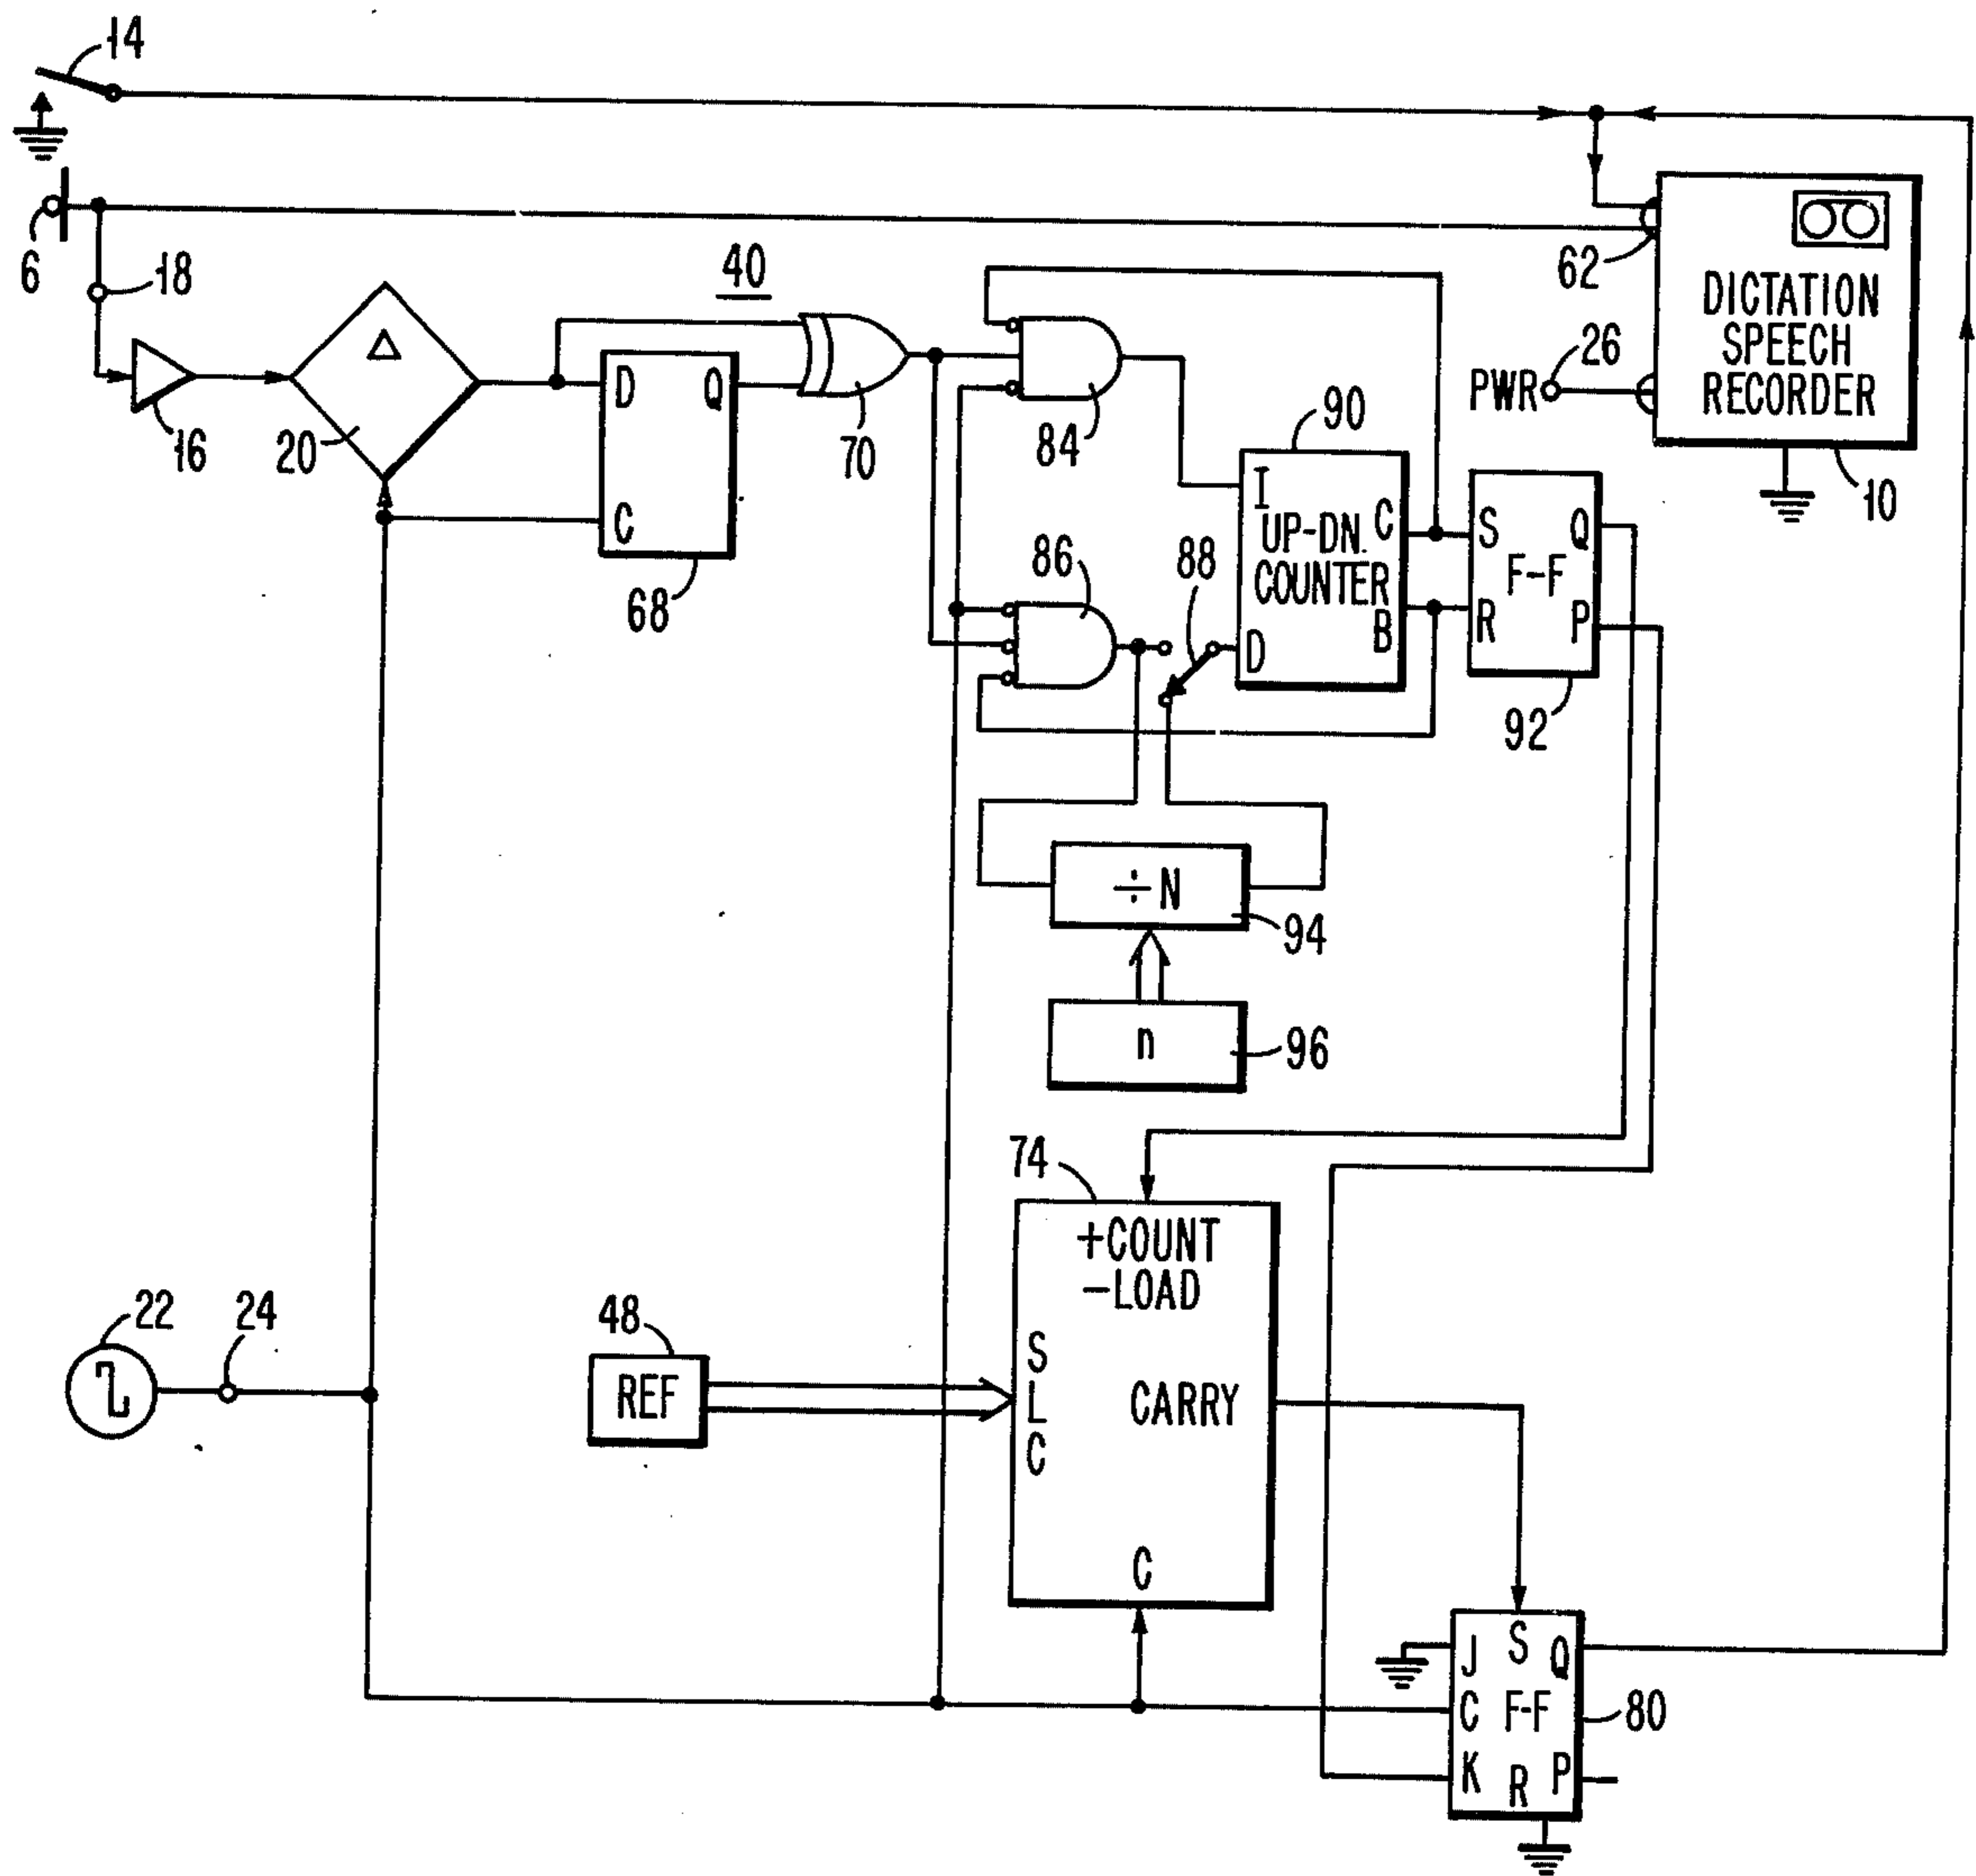 14
6
18
40
62
DICTATION
SPEECH
RECORDER
PWR
26
10
16
20
Δ
D Q
C
68
70
84
86
88
90
I
UP-DN.
COUNTER
C
B
D
S Q
F-F
R P
92
÷N
94
n
96
74
+COUNT
-LOAD
S
L
C
CARRY
C
22
24
48
REF
J S Q
C F-F
K R P
80